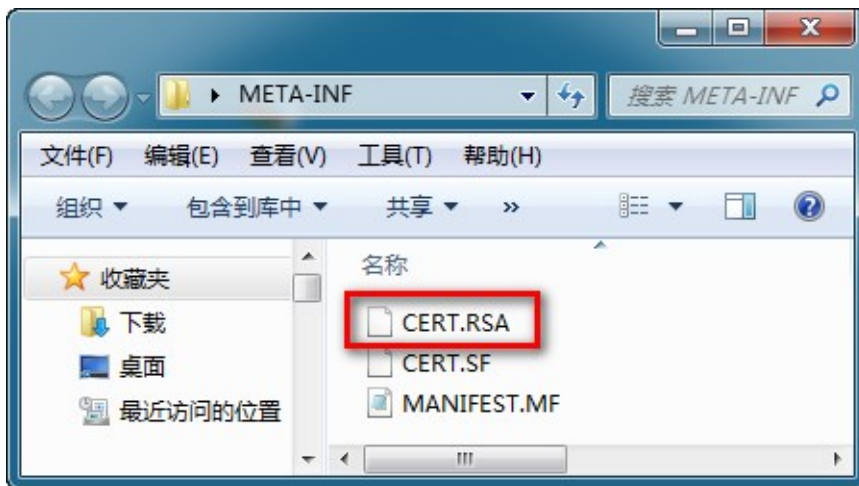 META-INF
搜索 META-INF
文件(F) 编辑(E) 查看(V) 工具(T) 帮助(H)
组织 包含到库中 共享 »
收藏夹
下载
桌面
最近访问的位置
名称
CERT.RSA
CERT.SF
MANIFEST.MF